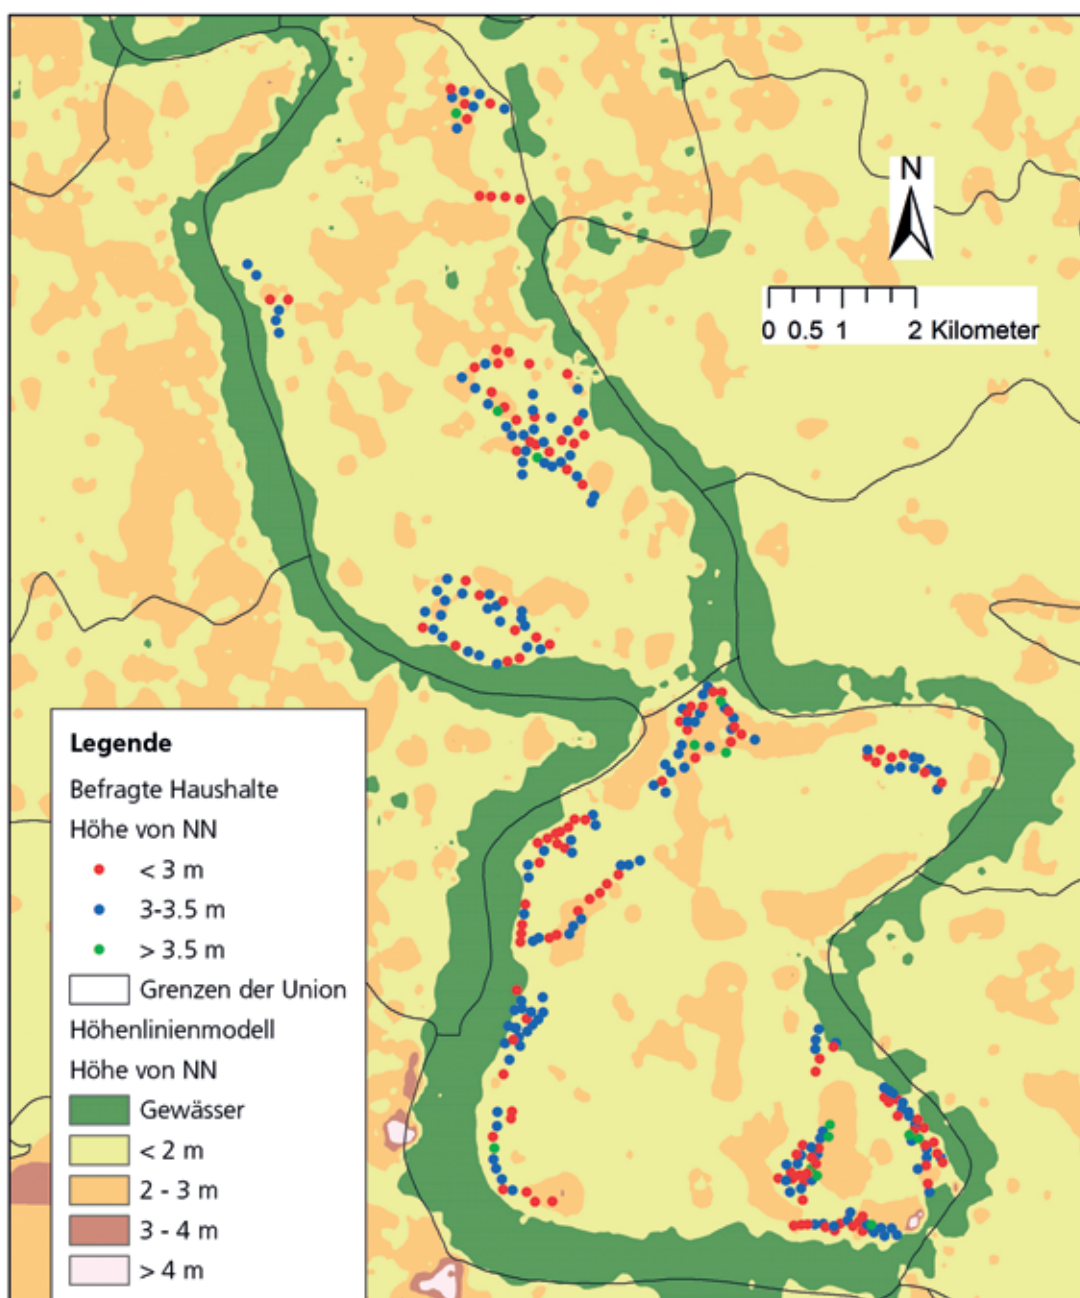 N
0 0.5 1 2 Kilometer
Legende
Befragte Haushalte
Höhe von NN
< 3 m
3-3.5 m
> 3.5 m
Grenzen der Union
Höhenlinienmodell
Höhe von NN
Gewässer
< 2 m
2 - 3 m
3 - 4 m
> 4 m